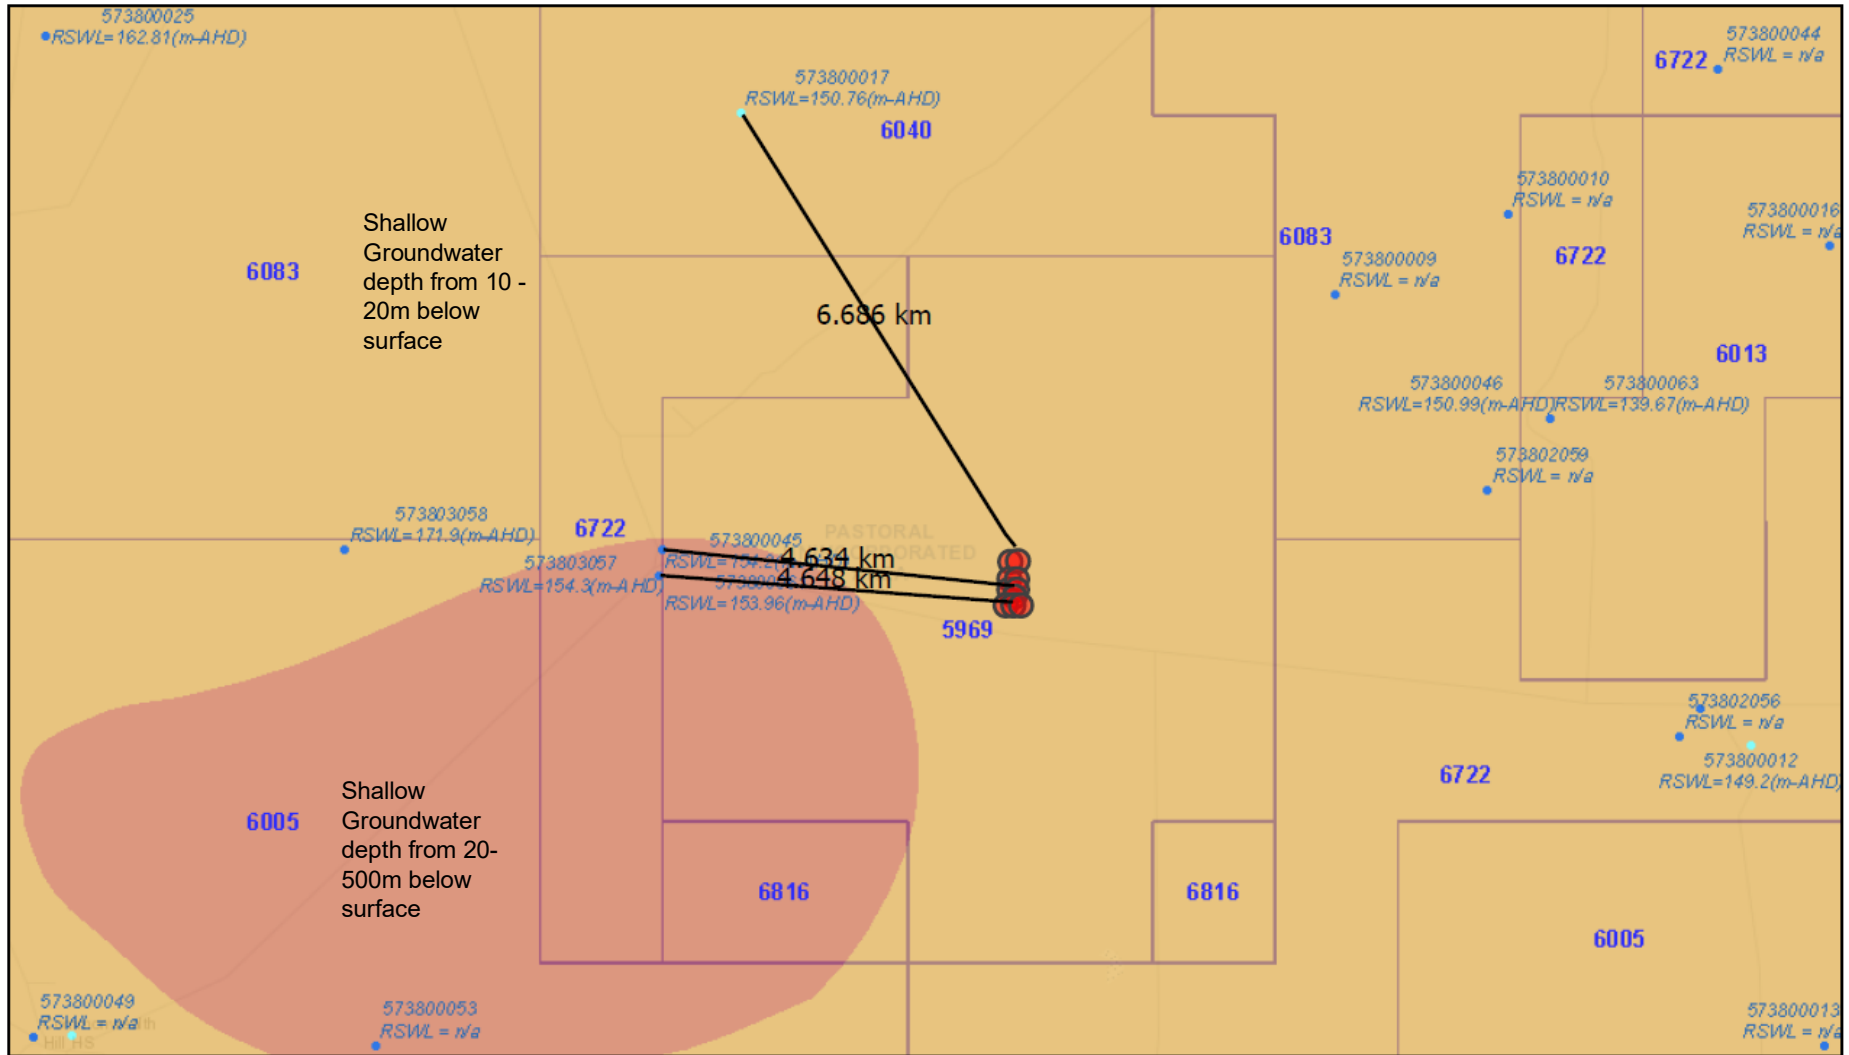 573800025
RSWL=162.81(m-AHD)
573800017
RSWL=150.76(m-AHD)
6040
6722
573800044
RSWL = n/a
Shallow
Groundwater
depth from 10 -
20m below
surface
6083
6083
573800010
RSWL = n/a
6722
573800016
RSWL = n/a
573800009
RSWL = n/a
6.686 km
6013
573800046
RSWL=150.99(m-AHD)
573800063
RSWL=139.67(m-AHD)
573802059
RSWL = n/a
573803058
RSWL=171.9(m-AHD)
6722
573800045
PASTORAL
4.634 km
573803057
RSWL=154.3(m-AHD)
4.648 km
RSWL=153.96(m-AHD)
5969
573802056
RSWL = n/a
573800012
RSWL=149.2(m-AHD)
6722
Shallow
Groundwater
depth from 20-
500m below
surface
6005
6816
6816
6005
573800049
RSWL = n/a
Hill HS
573800053
RSWL = n/a
573800013
RSWL = n/a